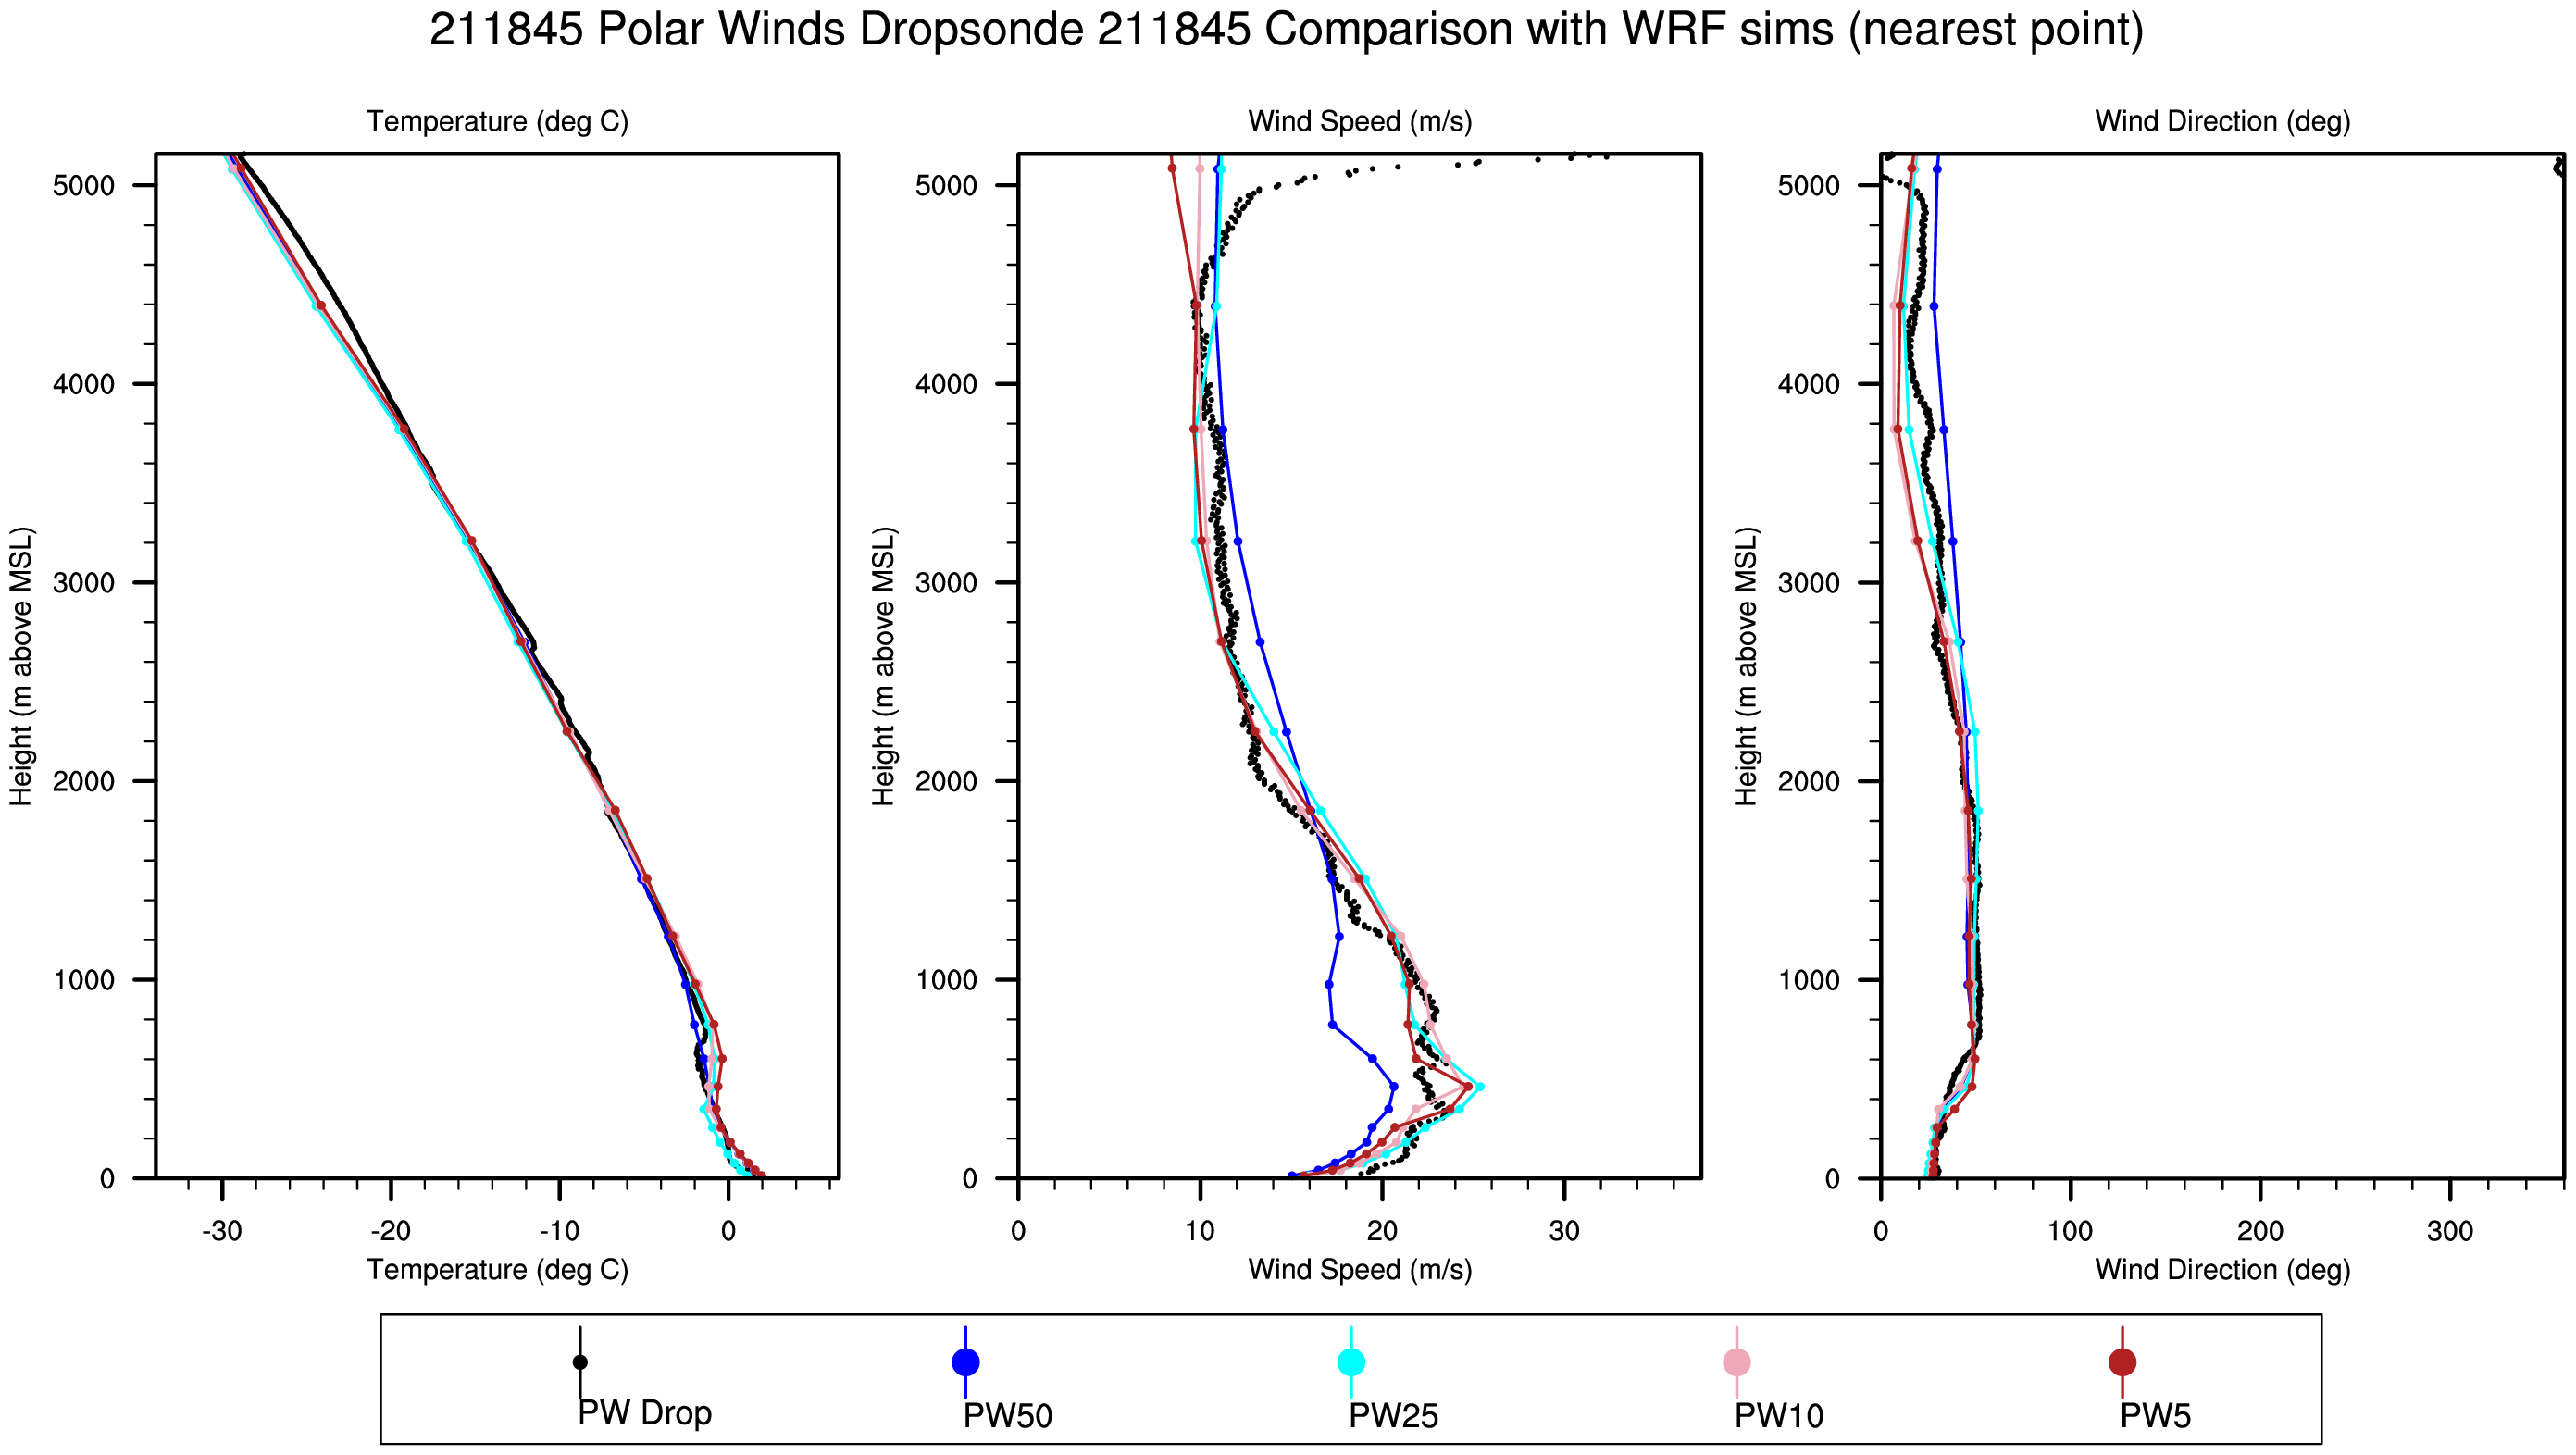 211845 Polar Winds Dropsonde 211845 Comparison with WRF sims (nearest point)
Temperature (deg C)
Wind Speed (m/s)
Wind Direction (deg)
Height (m above MSL)
5000
4000
3000
2000
1000
0
-30 -20 -10 0
Temperature (deg C)
Height (m above MSL)
5000
4000
3000
2000
1000
0
0 10 20 30
Wind Speed (m/s)
Height (m above MSL)
5000
4000
3000
2000
1000
0
0 100 200 300
Wind Direction (deg)
PW Drop PW50 PW25 PW10 PW5